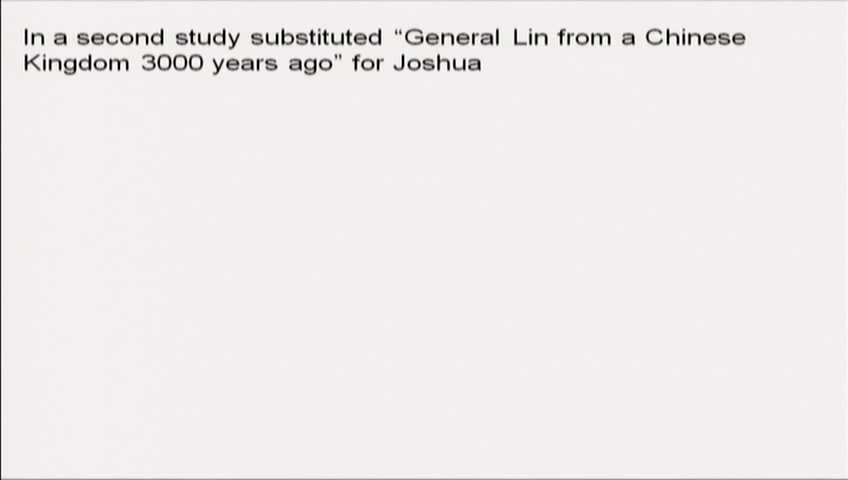 In a second study substituted “General Lin from a Chinese
Kingdom 3000 years ago” for Joshua